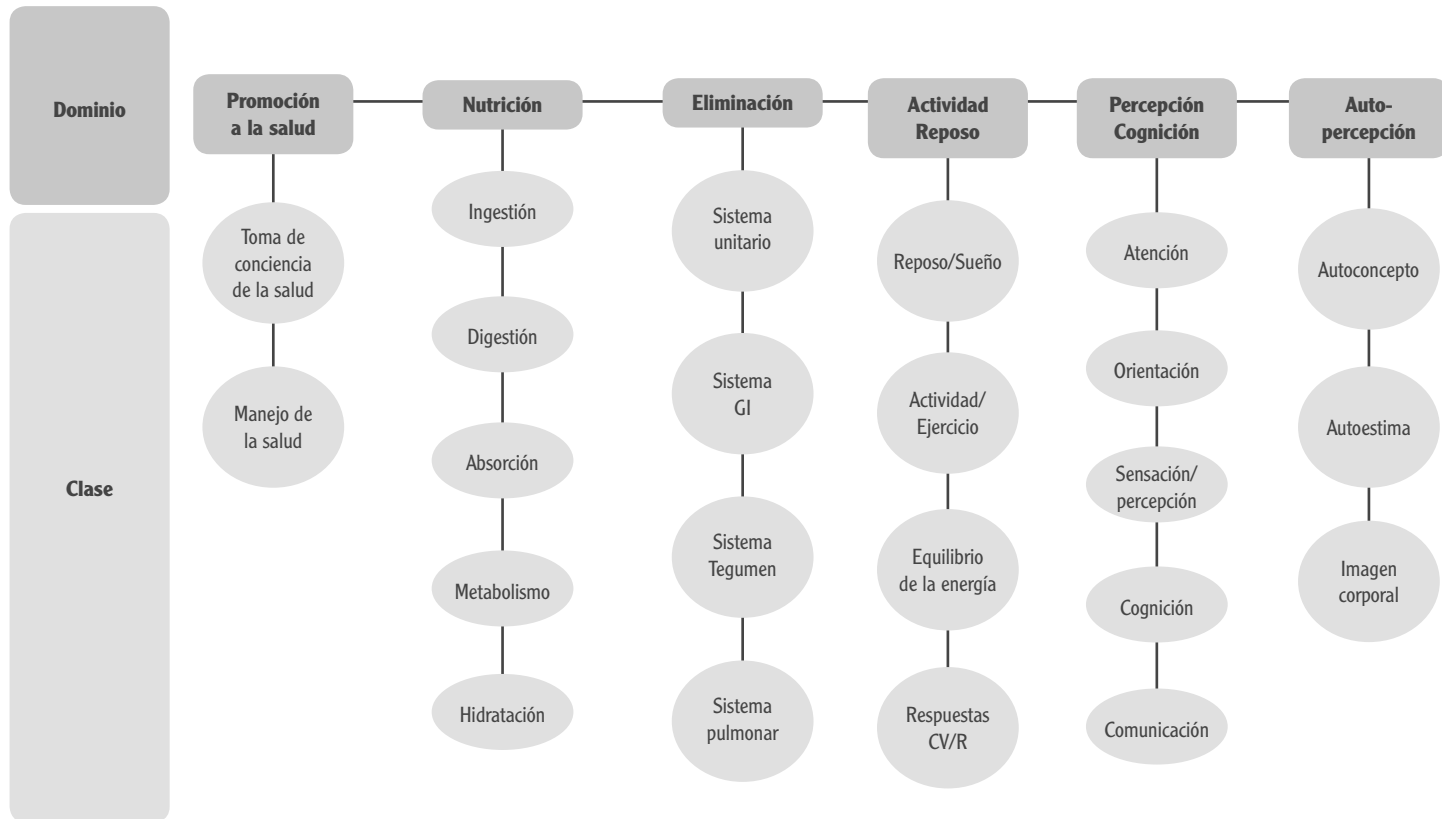 Dominio
Promoción
a la salud
Nutrición
Eliminación
Actividad
Reposo
Percepción
Cognición
Auto-
percepción
Clase
Toma de
conciencia
de la salud
Manejo de
la salud
Ingestión
Digestión
Absorción
Metabolismo
Hidratación
Sistema
unitario
Sistema
GI
Sistema
Tegumen
Sistema
pulmonar
Reposo/Sueño
Actividad/
Ejercicio
Equilibrio
de la energía
Respuestas
CV/R
Atención
Orientación
Sensación/
percepción
Cognición
Comunicación
Autoconcepto
Autoestima
Imagen
corporal